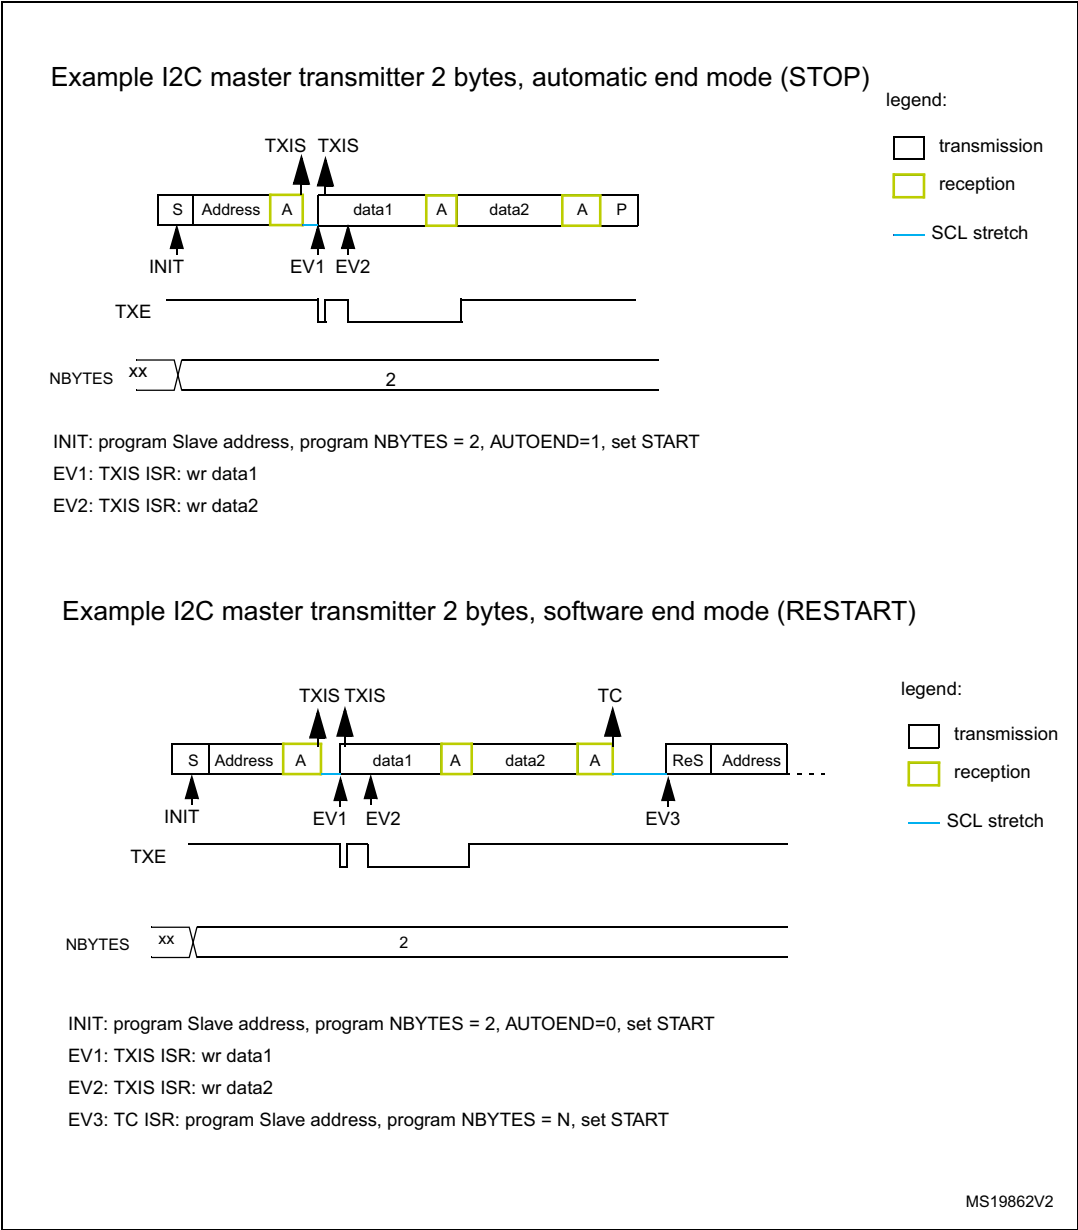 Example I2C master transmitter 2 bytes, automatic end mode (STOP)
legend:
transmission
reception
SCL stretch
TXIS TXIS
S Address A data1 A data2 A P
INIT EV1 EV2
TXE
NBYTES xx 2
INIT: program Slave address, program NBYTES = 2, AUTOEND=1, set START
EV1: TXIS ISR: wr data1
EV2: TXIS ISR: wr data2
Example I2C master transmitter 2 bytes, software end mode (RESTART)
legend:
transmission
reception
SCL stretch
TXIS TXIS TC
S Address A data1 A data2 A ReS Address
INIT EV1 EV2 EV3
TXE
NBYTES xx 2
INIT: program Slave address, program NBYTES = 2, AUTOEND=0, set START
EV1: TXIS ISR: wr data1
EV2: TXIS ISR: wr data2
EV3: TC ISR: program Slave address, program NBYTES = N, set START
MS19862V2